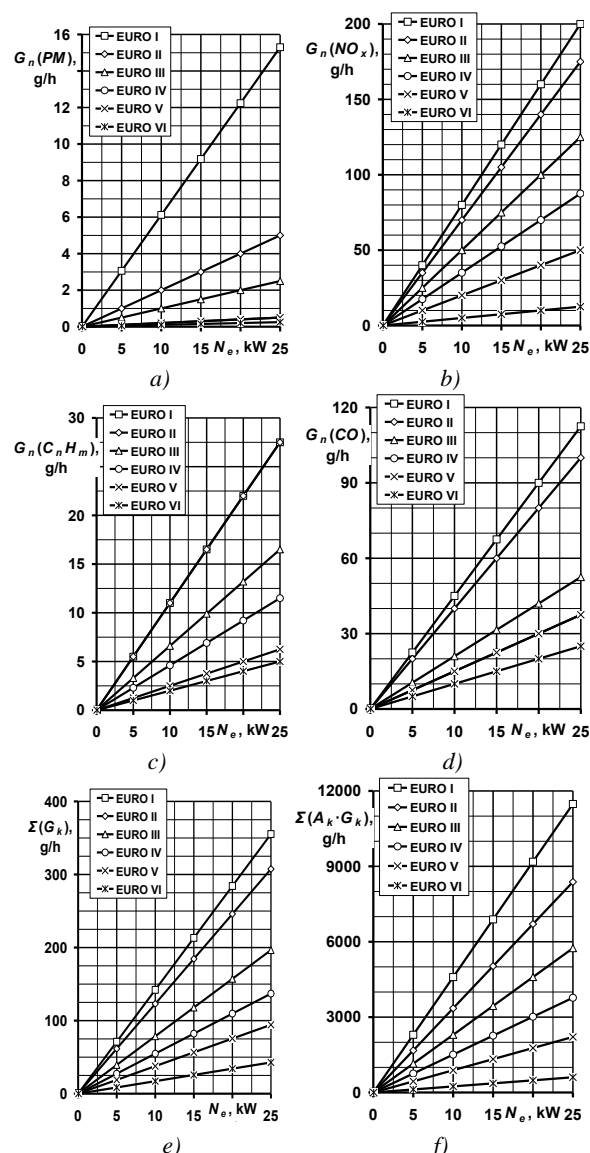 a)
G_n(PM), g/h
16
14
12
10
8
6
4
2
0
EURO I
EURO II
EURO III
EURO IV
EURO V
EURO VI
0 5 10 15 N_e, kW 25
a)
G_n(NO_x), g/h
200
150
100
50
0
EURO I
EURO II
EURO III
EURO IV
EURO V
EURO VI
0 5 10 15 N_e, kW 25
b)
G_n(C_nH_m), g/h
30
25
20
15
10
5
0
EURO I
EURO II
EURO III
EURO IV
EURO V
EURO VI
0 5 10 15 N_e, kW 25
c)
G_n(CO), g/h
120
90
60
30
0
EURO I
EURO II
EURO III
EURO IV
EURO V
EURO VI
0 5 10 15 N_e, kW 25
d)
Σ(G_k), g/h
400
300
200
100
0
EURO I
EURO II
EURO III
EURO IV
EURO V
EURO VI
0 5 10 15 N_e, kW 25
e)
Σ(A_k·G_k), g/h
12000
9000
6000
3000
0
EURO I
EURO II
EURO III
EURO IV
EURO V
EURO VI
0 5 10 15 N_e, kW 25
f)